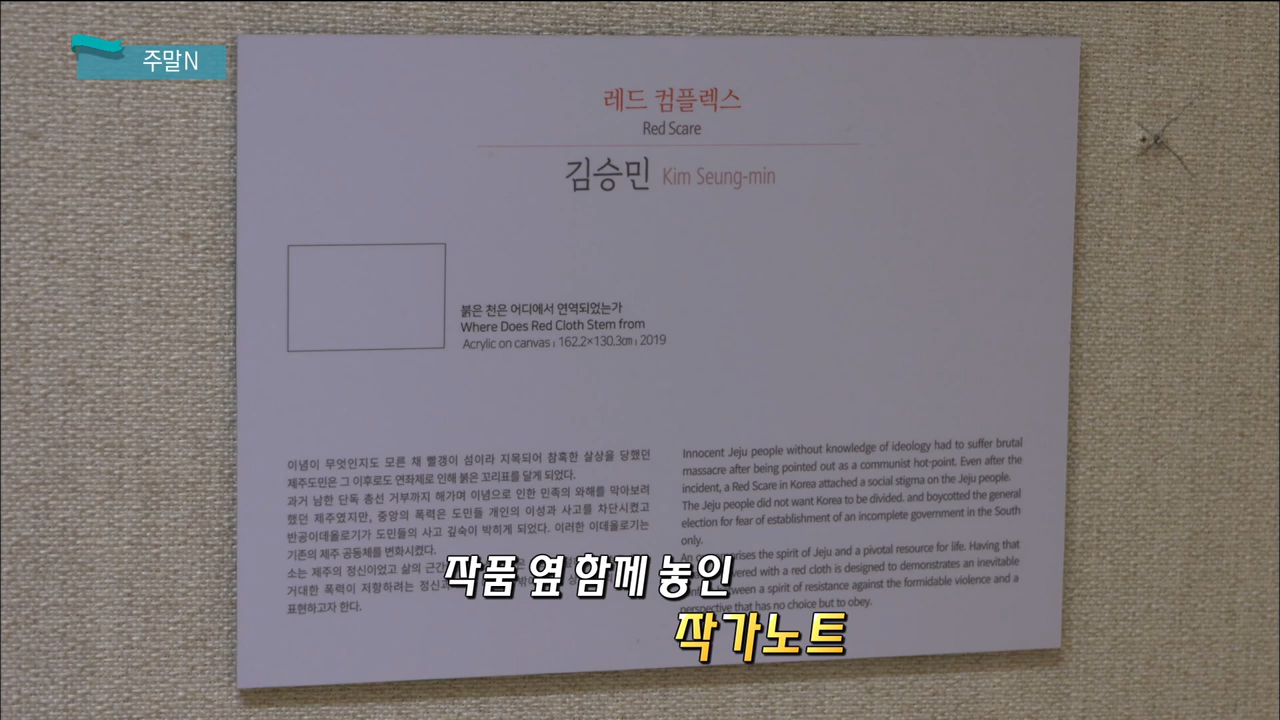 주말N
레드 컴플렉스
Red Scare
김승민 Kim Seung-min
붉은 천은 어디에서 연역되었는가
Where Does Red Cloth Stem from
Acrylic on canvas | 162.2×130.3㎝ | 2019
이념이 무엇인지도 모른 채 빨갱이 섬이라 지목되어 참혹한 살상을 당했던
제주도민은 그 이후로도 연좌제로 인해 붉은 꼬리표를 달게 되었다.
과거 남한 단독 총선 거부까지 해가며 이념으로 인한 민족의 와해를 막아보려
했던 제주였지만, 중앙의 폭력은 도민들 개인의 이성과 사고를 차단시켰고
반공이데올로기가 도민들의 사고 깊숙이 박히게 되었다. 이러한 이데올로기는
기존의 제주 공동체를 변화시켰다.
소는 제주의 정신이었고 삶의 근간
거대한 폭력이 저항하려는 정신과
표현하고자 한다.
Innocent Jeju people without knowledge of ideology had to suffer brutal
massacre after being pointed out as a communist hot-point. Even after the
incident, a Red Scare in Korea attached a social stigma on the Jeju people.
The Jeju people did not want Korea to be divided. and boycotted the general
election for fear of establishment of an incomplete government in the South
only.
An the spirit of Jeju and a pivotal resource for life. Having that
with a red cloth is designed to demonstrates an inevitable
a spirit of resistance against the formidable violence and a
perspective that has no choice but to obey.
작품 옆 함께 놓인
작가노트